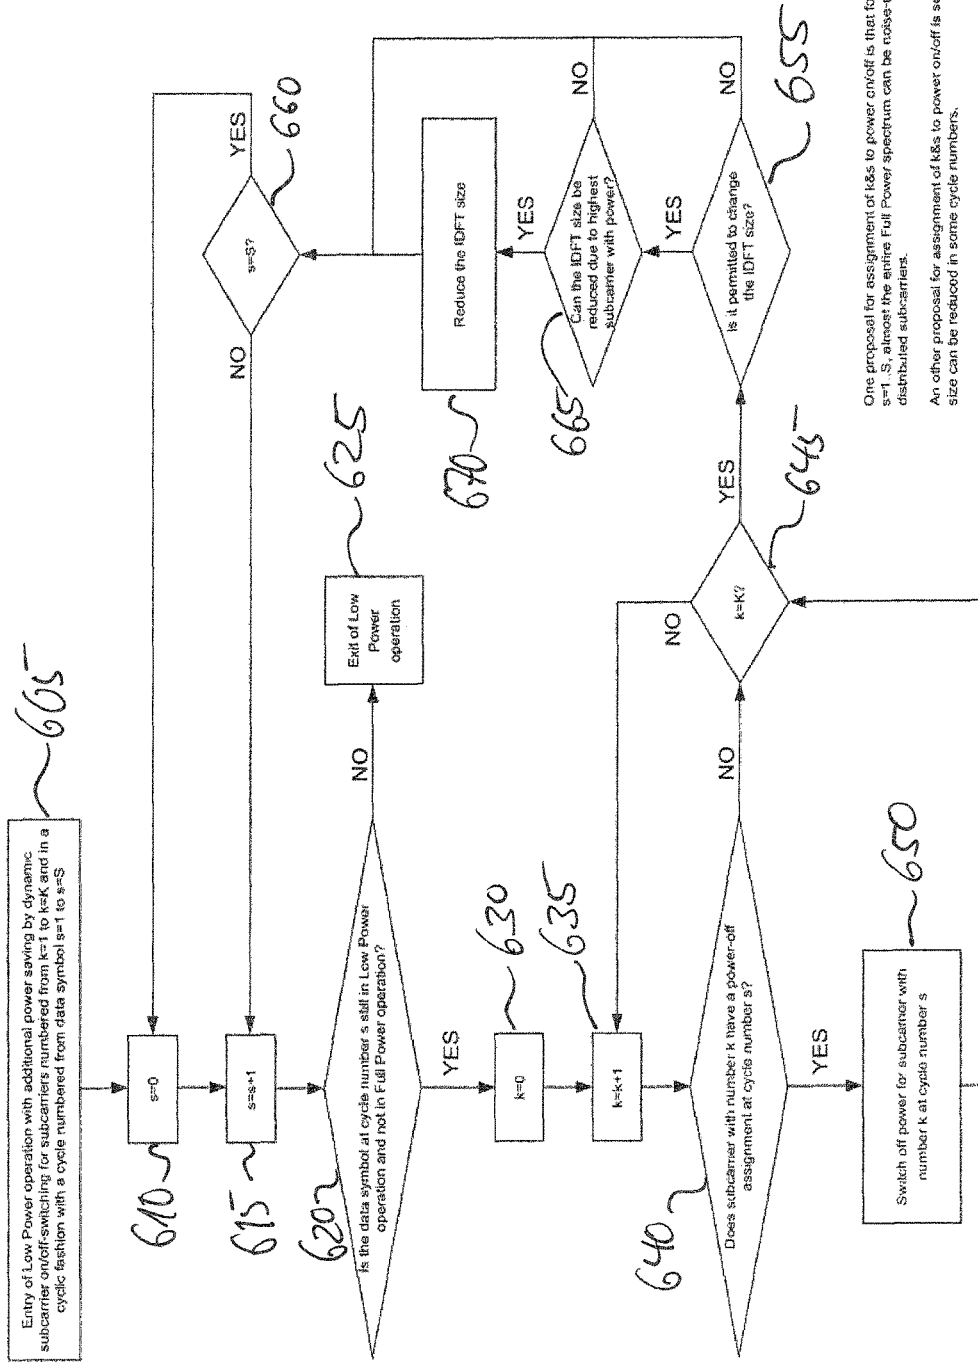 Entry of Low Power operation with additional power saving by dynamic
subcarrier on/off-switching for subcarriers numbered from k=1 to k=K and in a
cyclic fashion with a cycle numbered from data symbol s=1 to s=S
605
s=0
610
s=s+1
615
Is the data symbol at cycle number s still in Low Power
operation and not in Full Power operation?
620
NO
YES
Exit of Low
Power
operation
625
k=0
630
k=k+1
635
Does subcarrier with number k have a power-off
assignment at cycle number s?
640
NO
YES
Switch off power for subcarrier with
number k at cycle number s
650
k=K?
645
NO
YES
Is it permitted to change
the IDFT size?
655
NO
YES
Can the IDFT size be
reduced due to highest
subcarrier with power?
665
NO
YES
Reduce the IDFT size
670
s=S?
660
YES
NO
One proposal for assignment of k&s to power on/off is that
s=1..S, almost the entire Full Power spectrum can be
distributed subcarriers.
An other proposal for assignment of k&s to power on/off is
size can be reduced in some cycle numbers.